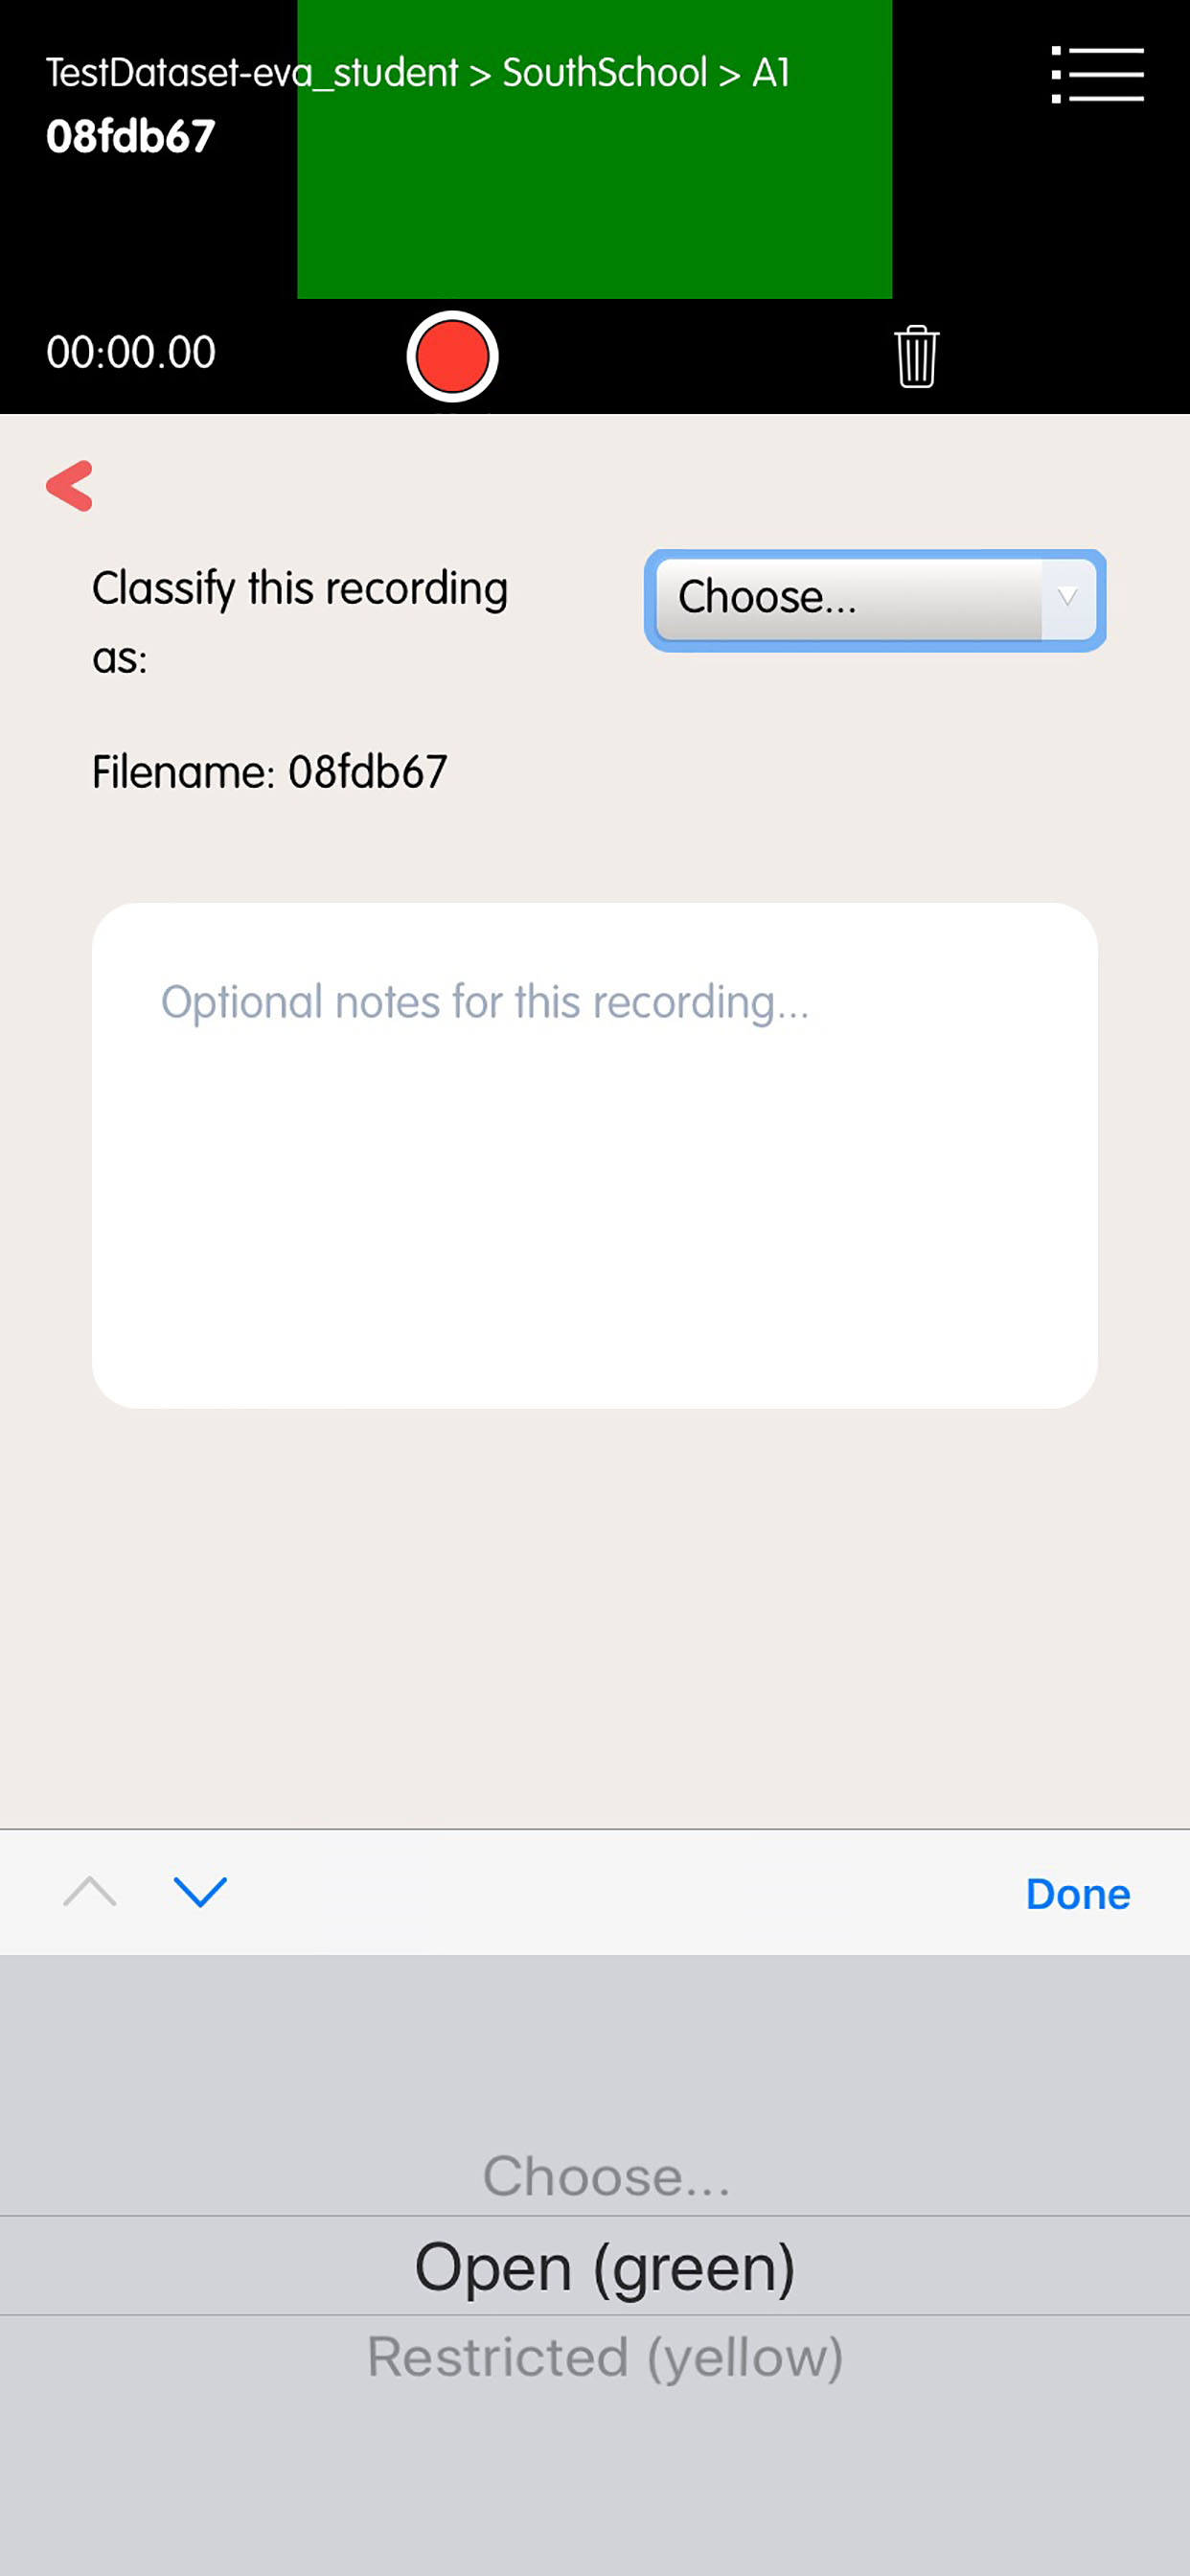 TestDataset-eva_student > SouthSchool > A1
08fdb67
00:00.00
Classify this recording as:
Choose...
Filename: 08fdb67
Optional notes for this recording...
Done
Choose...
Open (green)
Restricted (yellow)